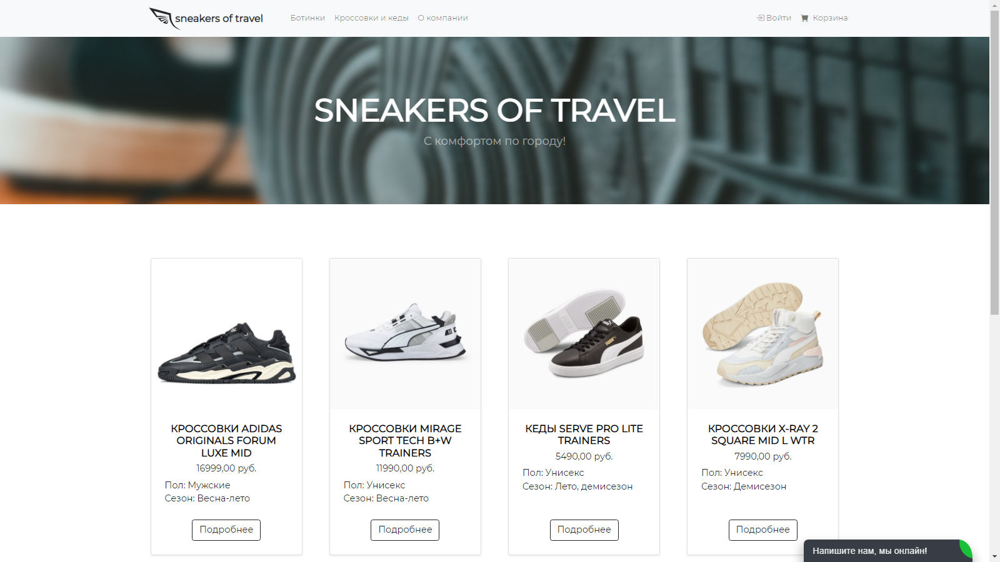 sneakers of travel
Ботинки
Кроссовки и кеды
О компании
Войти
Корзина
SNEAKERS OF TRAVEL
С комфортом по городу!
КРОССОВКИ ADIDAS
ORIGINALS FORUM
LUXE MID
16999,00 руб.
Пол: Мужские
Сезон: Весна-лето
Подробнее
КРОССОВКИ MIRAGE
SPORT TECH B+W
TRAINERS
11990,00 руб.
Пол: Унисекс
Сезон: Весна-лето
Подробнее
КЕДЫ SERVE PRO LITE
TRAINERS
5490,00 руб.
Пол: Унисекс
Сезон: Лето, демисезон
Подробнее
КРОССОВКИ X-RAY 2
SQUARE MID L WTR
7990,00 руб.
Пол: Унисекс
Сезон: Демисезон
Подробнее
Напишите нам, мы онлайн!